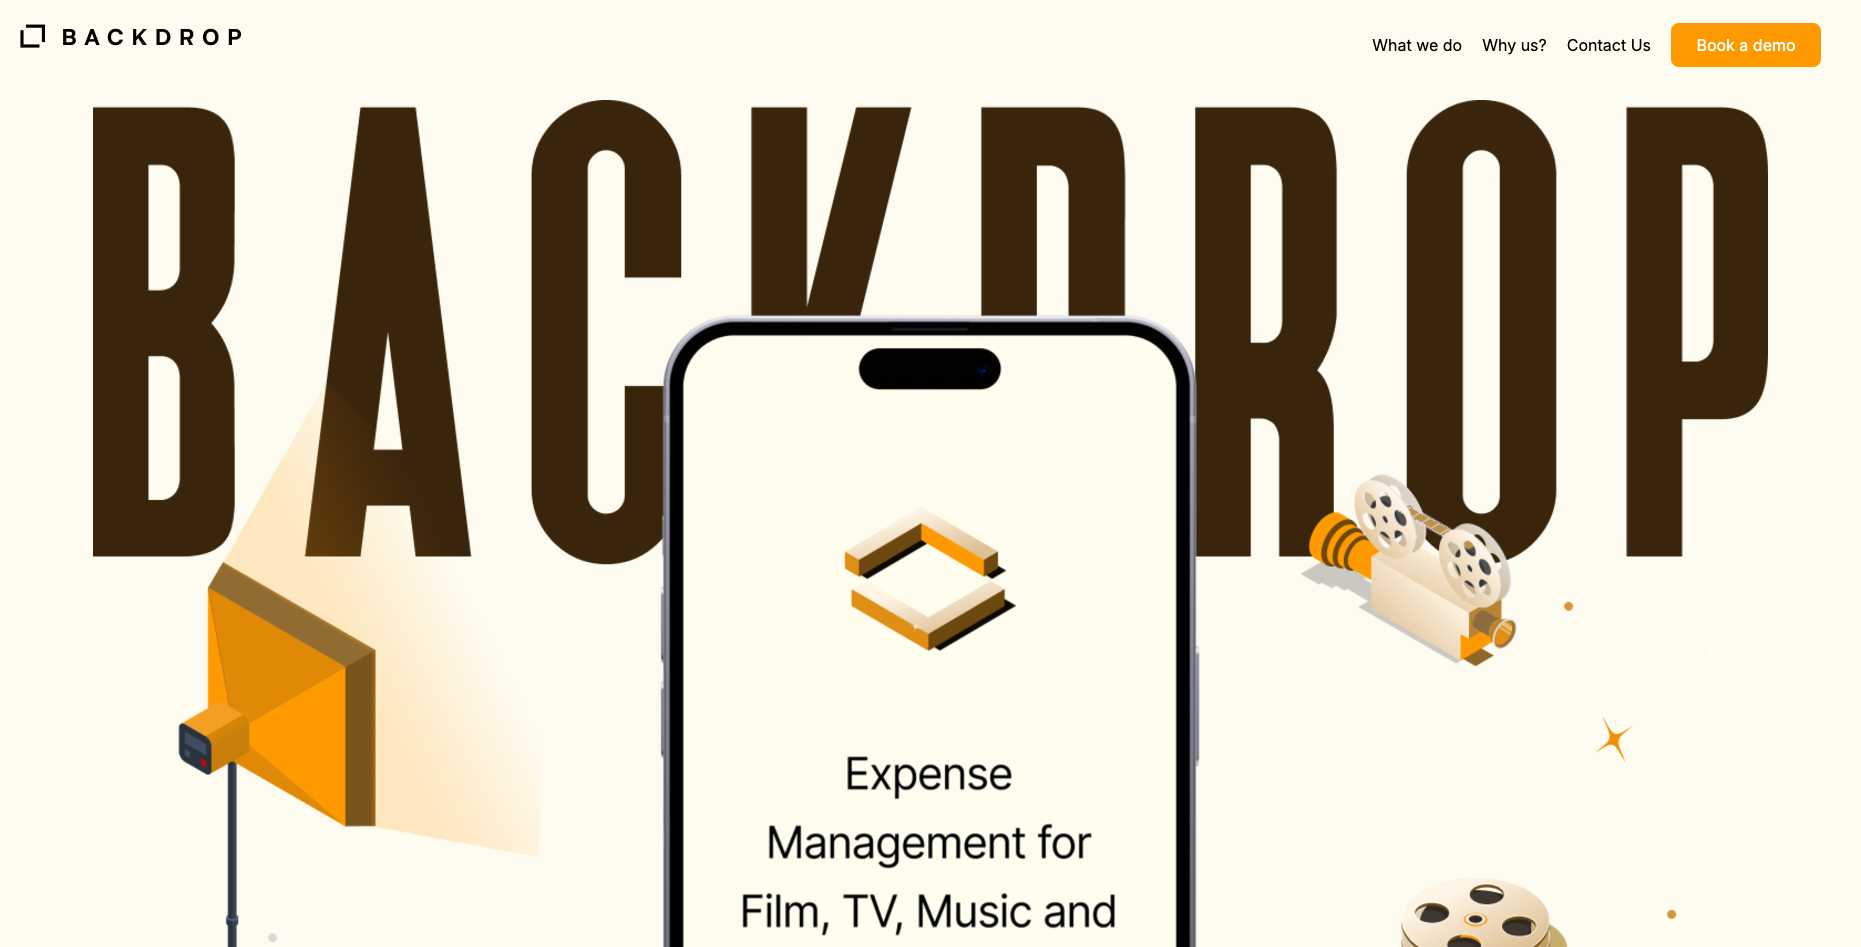 BACKDROP
What we do
Why us?
Contact Us
Book a demo
BACKDROP
Expense
Management for
Film, TV, Music and